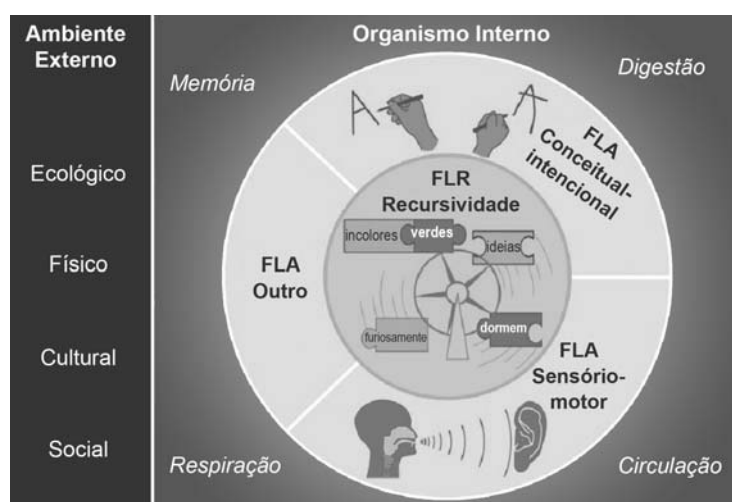 Ambiente
Externo
Ecológico
Físico
Cultural
Social
Organismo Interno
Memória
Digestão
A
A
FLA
Conceitual-
intencional
FLR
Recursividade
incolores
verdes
ideias
furiosamente
dormem
FLA
Outro
FLA
Sensório-
motor
Respiração
Circulação